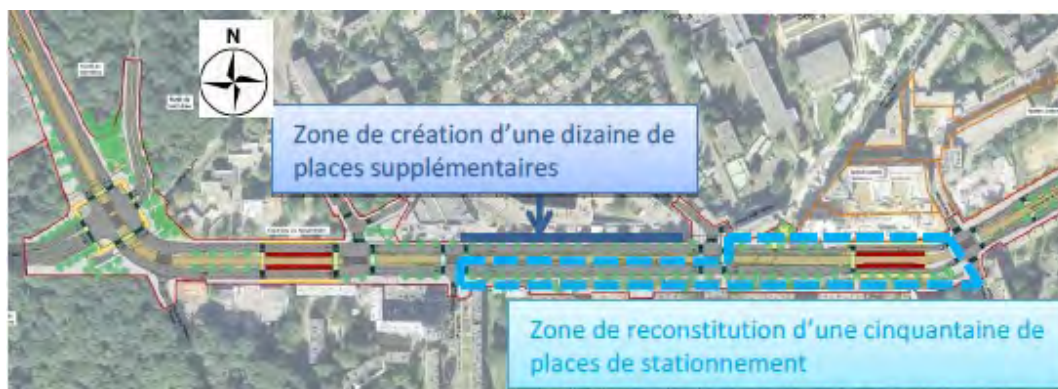 N
Zone de création d’une dizaine de
places supplémentaires
Zone de reconstitution d’une cinquantaine de
places de stationnement